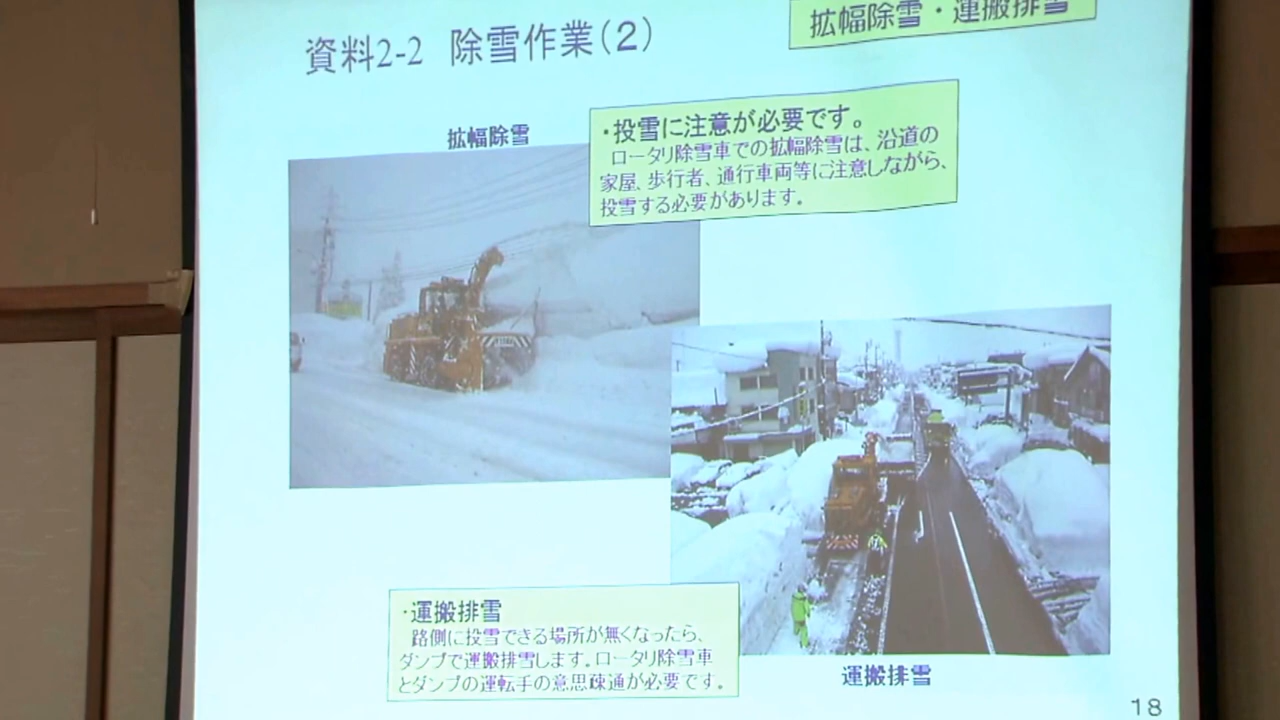 資料2-2 除雪作業(2)
拡幅除雪・運搬排雪
拡幅除雪
・投雪に注意が必要です。
ロータリ除雪車での拡幅除雪は、沿道の
家屋、歩行者、通行車両等に注意しながら、
投雪する必要があります。
・運搬排雪
路側に投雪できる場所が無くなったら、
ダンプで運搬排雪します。ロータリ除雪車
とダンプの運転手の意思疎通が必要です。
運搬排雪
18